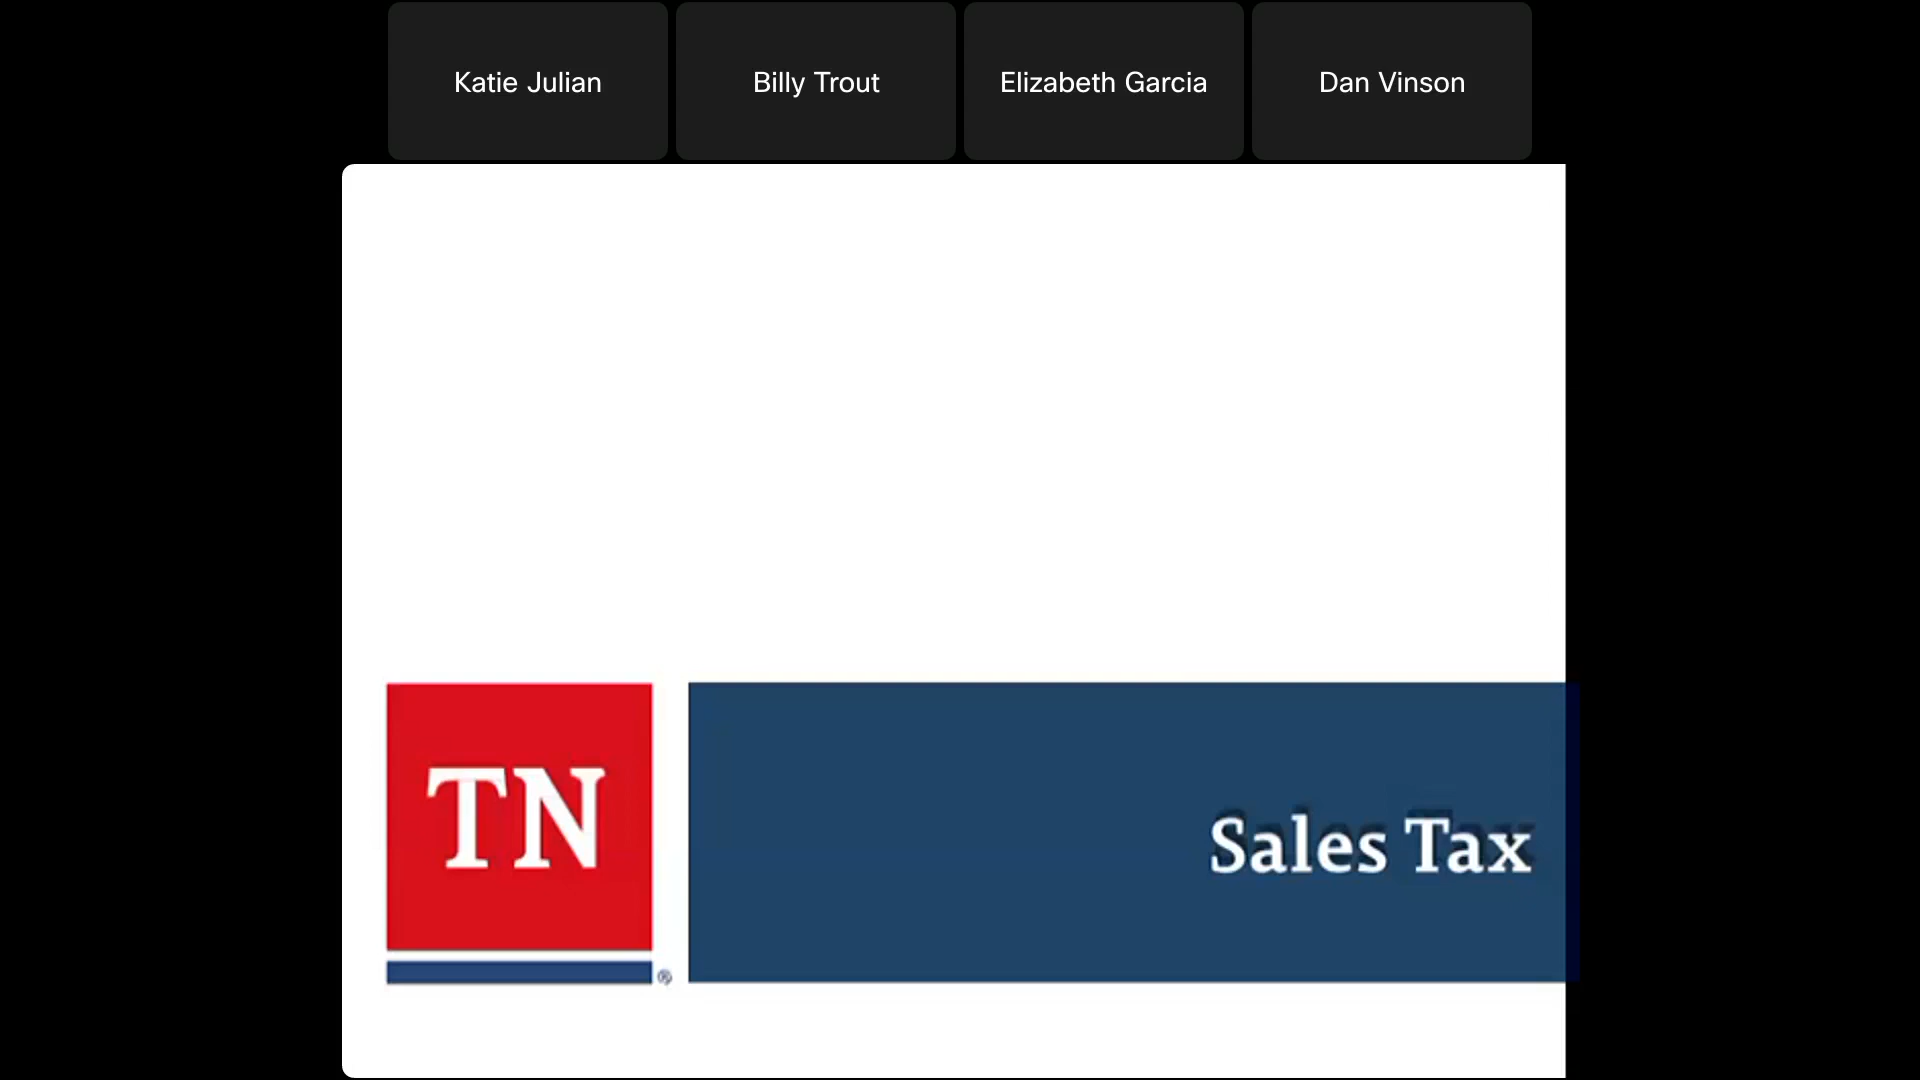 Katie Julian
Billy Trout
Elizabeth Garcia
Dan Vinson
TN
®
Sales Tax